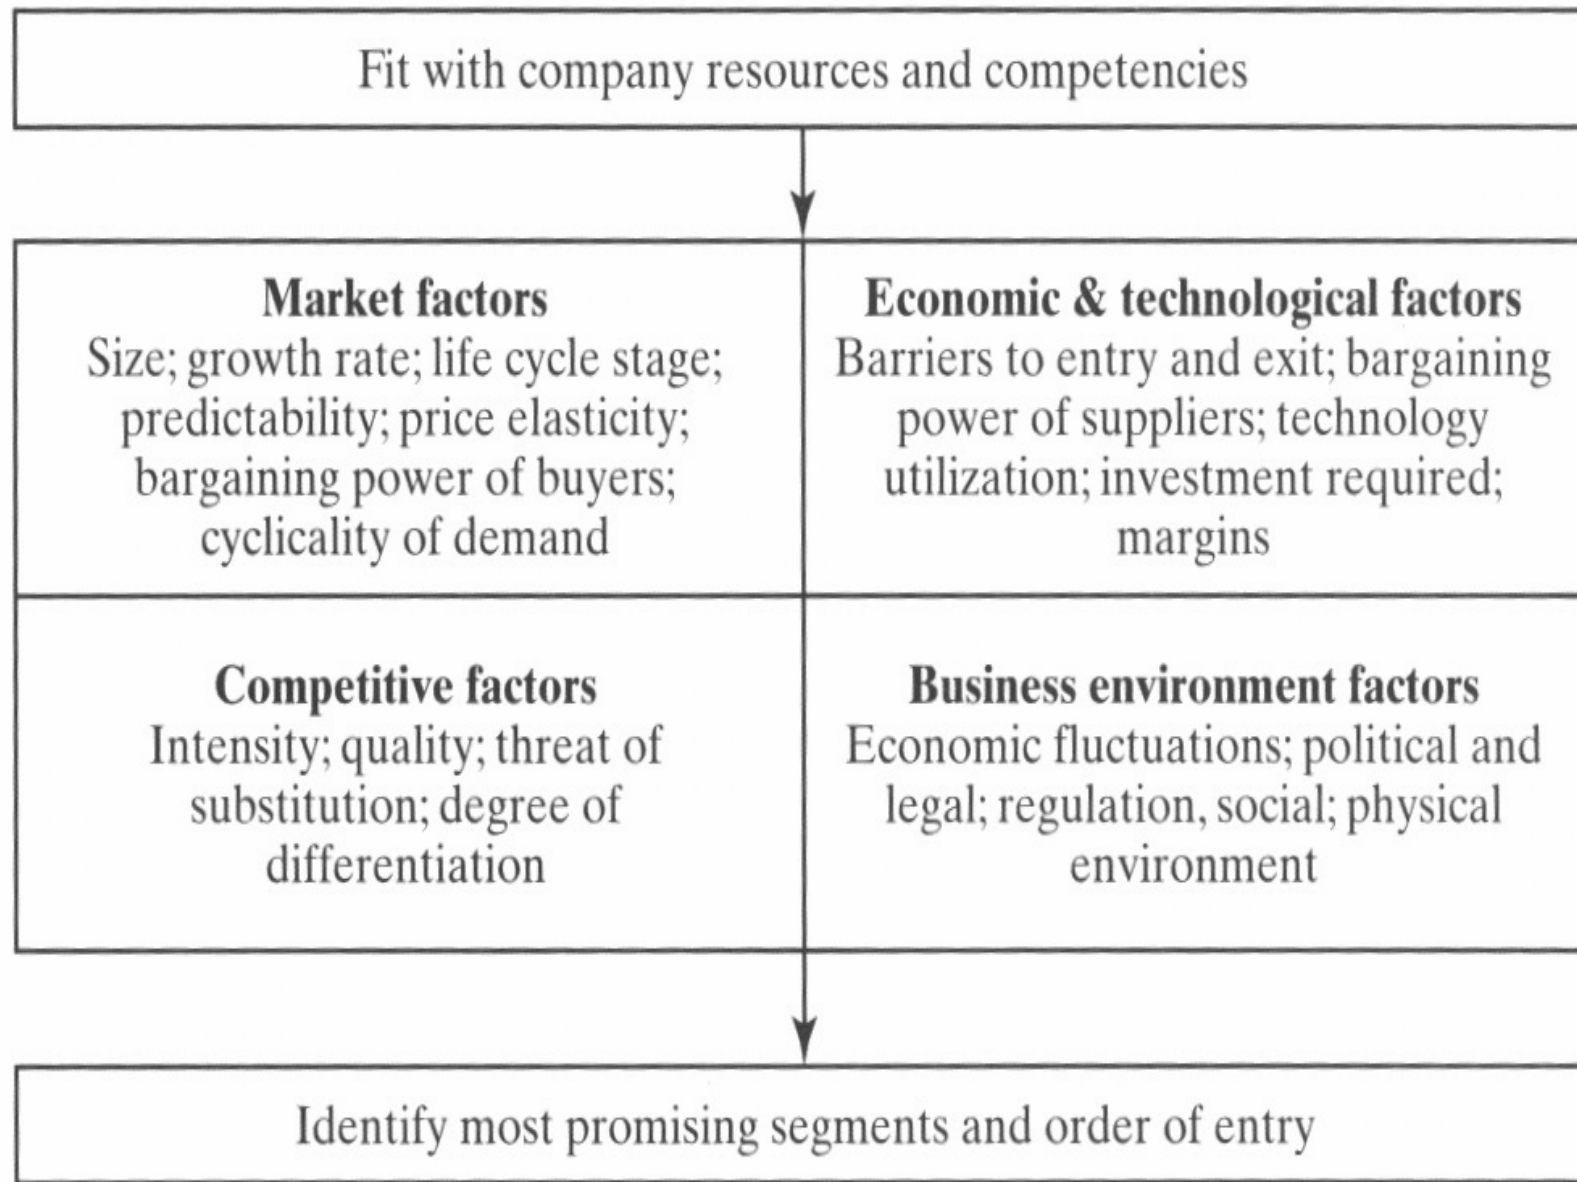 Fit with company resources and competencies
Market factors
Size; growth rate; life cycle stage;
predictability; price elasticity;
bargaining power of buyers;
cyclicality of demand
Economic & technological factors
Barriers to entry and exit; bargaining
power of suppliers; technology
utilization; investment required;
margins
Competitive factors
Intensity; quality; threat of
substitution; degree of
differentiation
Business environment factors
Economic fluctuations; political and
legal; regulation, social; physical
environment
Identify most promising segments and order of entry